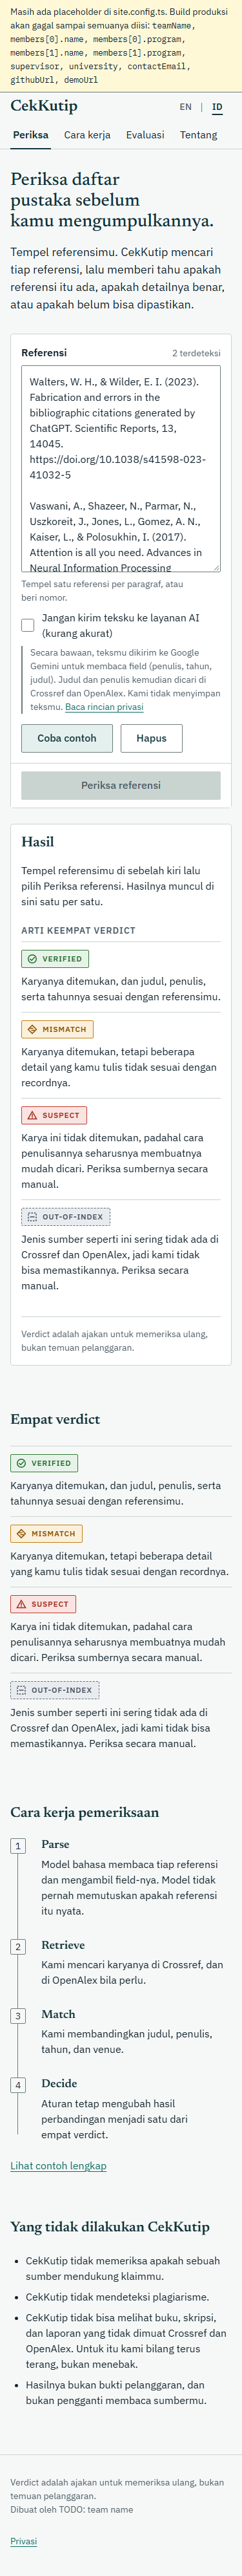 Masih ada placeholder di site.config.ts. Build produksi
akan gagal sampai semuanya diisi: teamName,
members[0].name, members[0].program,
members[1].name, members[1].program,
supervisor, university, contactEmail,
githubUrl, demoUrl
CekKutip
EN | ID
Periksa Cara kerja Evaluasi Tentang
Periksa daftar
pustaka sebelum
kamu mengumpulkannya.
Tempel referensimu. CekKutip mencari
tiap referensi, lalu memberi tahu apakah
referensi itu ada, apakah detailnya benar,
atau apakah belum bisa dipastikan.
Referensi
2 terdeteksi
Walters, W. H., & Wilder, E. I. (2023).
Fabrication and errors in the
bibliographic citations generated by
ChatGPT. Scientific Reports, 13,
14045.
https://doi.org/10.1038/s41598-023-
41032-5
Vaswani, A., Shazeer, N., Parmar, N.,
Uszkoreit, J., Jones, L., Gomez, A. N.,
Kaiser, L., & Polosukhin, I. (2017).
Attention is all you need. Advances in
Neural Information Processing
Tempel satu referensi per paragraf, atau
beri nomor.
Jangan kirim teksku ke layanan AI
(kurang akurat)
Secara bawaan, teksmu dikirim ke Google
Gemini untuk membaca field (penulis, tahun,
judul). Judul dan penulis kemudian dicari di
Crossref dan OpenAlex. Kami tidak menyimpan
teksmu. Baca rincian privasi
Coba contoh
Hapus
Periksa referensi
Hasil
Tempel referensimu di sebelah kiri lalu
pilih Periksa referensi. Hasilnya muncul di
sini satu per satu.
ARTI KEEMPAT VERDICT
VERIFIED
Karyanya ditemukan, dan judul, penulis,
serta tahunnya sesuai dengan referensimu.
MISMATCH
Karyanya ditemukan, tetapi beberapa
detail yang kamu tulis tidak sesuai dengan
recordnya.
SUSPECT
Karya ini tidak ditemukan, padahal cara
penulisannya seharusnya membuatnya
mudah dicari. Periksa sumbernya secara
manual.
OUT-OF-INDEX
Jenis sumber seperti ini sering tidak ada di
Crossref dan OpenAlex, jadi kami tidak
bisa memastikannya. Periksa secara
manual.
Verdict adalah ajakan untuk memeriksa ulang,
bukan temuan pelanggaran.
Empat verdict
VERIFIED
Karyanya ditemukan, dan judul, penulis, serta
tahunnya sesuai dengan referensimu.
MISMATCH
Karyanya ditemukan, tetapi beberapa detail
yang kamu tulis tidak sesuai dengan recordnya.
SUSPECT
Karya ini tidak ditemukan, padahal cara
penulisannya seharusnya membuatnya mudah
dicari. Periksa sumbernya secara manual.
OUT-OF-INDEX
Jenis sumber seperti ini sering tidak ada di
Crossref dan OpenAlex, jadi kami tidak bisa
memastikannya. Periksa secara manual.
Cara kerja pemeriksaan
1 Parse
Model bahasa membaca tiap referensi
dan mengambil field-nya. Model tidak
pernah memutuskan apakah referensi
itu nyata.
2 Retrieve
Kami mencari karyanya di Crossref, dan
di OpenAlex bila perlu.
3 Match
Kami membandingkan judul, penulis,
tahun, dan venue.
4 Decide
Aturan tetap mengubah hasil
perbandingan menjadi satu dari
empat verdict.
Lihat contoh lengkap
Yang tidak dilakukan CekKutip
• CekKutip tidak memeriksa apakah sebuah
sumber mendukung klaimmu.
• CekKutip tidak mendeteksi plagiarisme.
• CekKutip tidak bisa melihat buku, skripsi,
dan laporan yang tidak dimuat Crossref dan
OpenAlex. Untuk itu kami bilang terus
terang, bukan menebak.
• Hasilnya bukan bukti pelanggaran, dan
bukan pengganti membaca sumbermu.
Verdict adalah ajakan untuk memeriksa ulang, bukan
temuan pelanggaran.
Dibuat oleh TODO: team name
Privasi